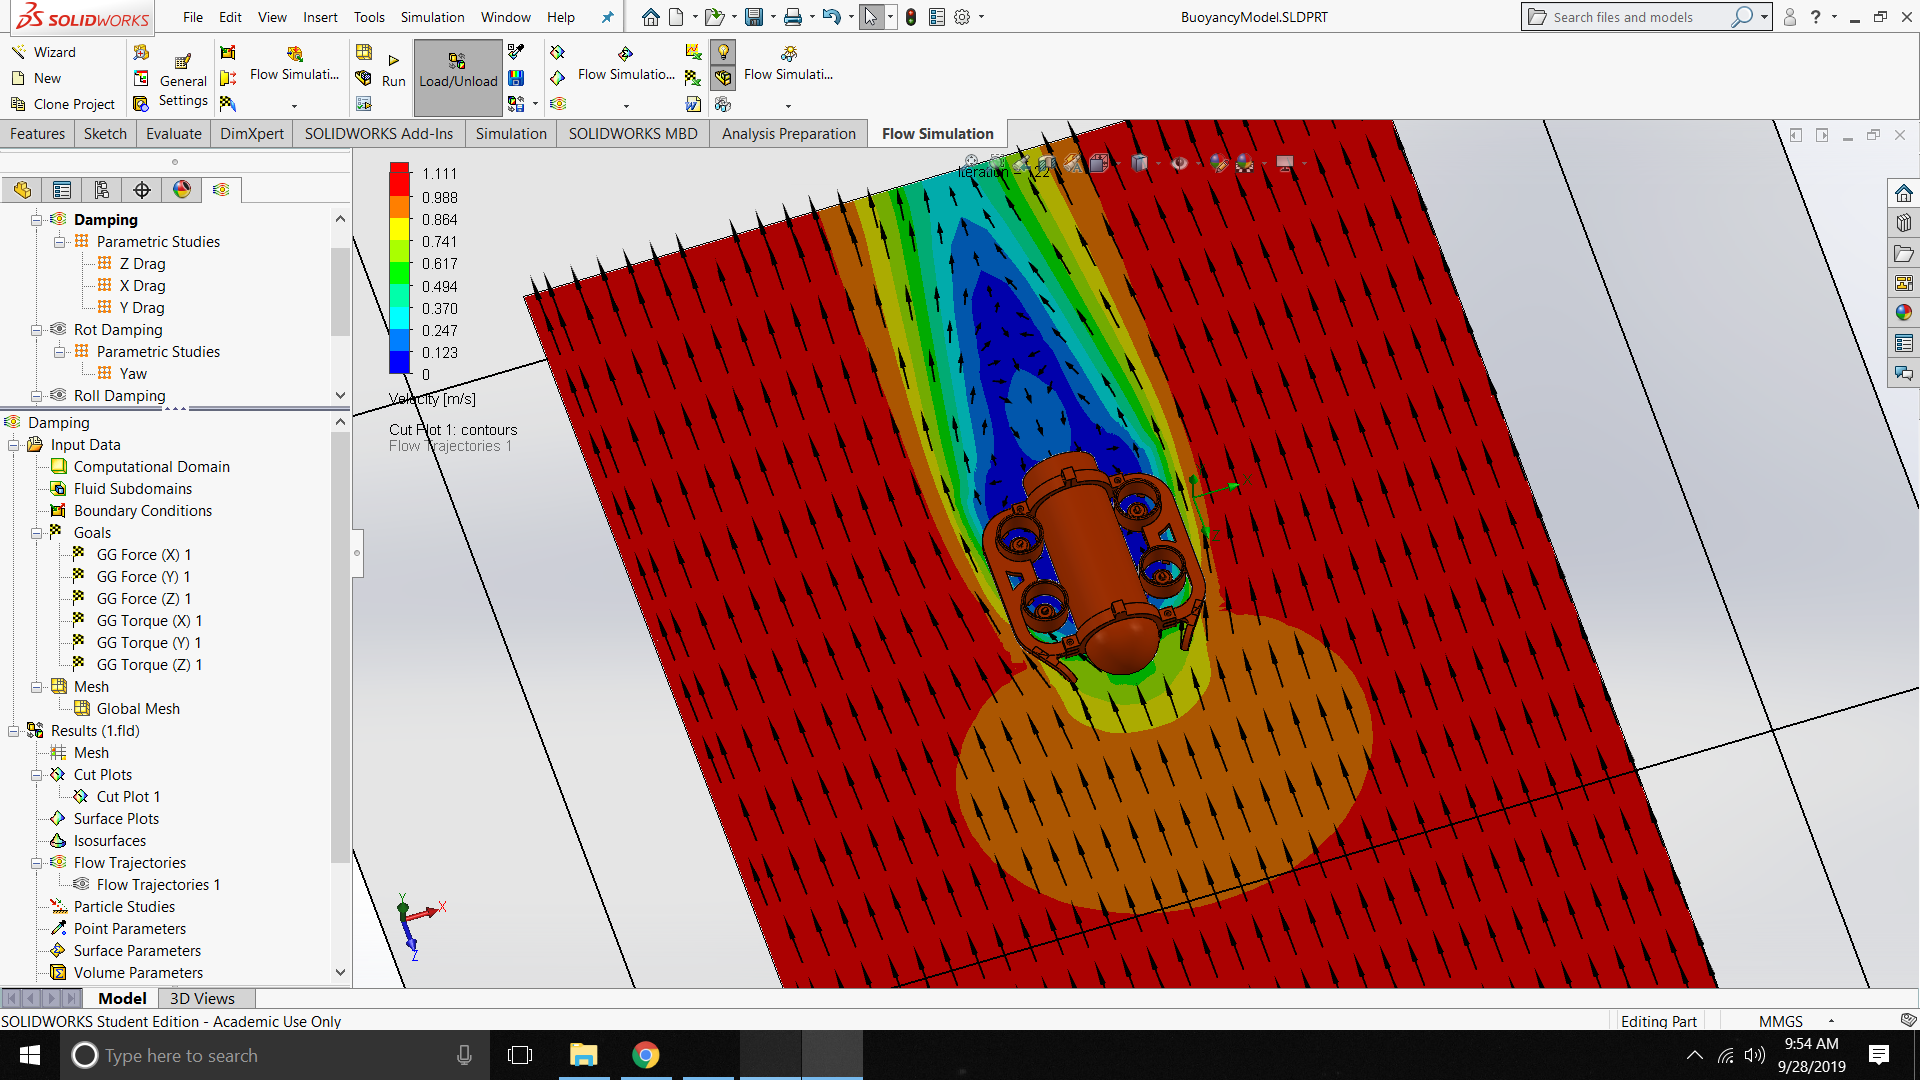 SOLIDWORKS
File Edit View Insert Tools Simulation Window Help
BuoyancyModel.SLDPRT
Search files and models
?
Wizard
New
Clone Project
General Settings
Flow Simulati...
Run
Load/Unload
Flow Simulatio...
Flow Simulati...
Features Sketch Evaluate DimXpert SOLIDWORKS Add-Ins Simulation SOLIDWORKS MBD Analysis Preparation Flow Simulation
Damping
Parametric Studies
Z Drag
X Drag
Y Drag
Rot Damping
Parametric Studies
Yaw
Roll Damping
Damping
Input Data
Computational Domain
Fluid Subdomains
Boundary Conditions
Goals
GG Force (X) 1
GG Force (Y) 1
GG Force (Z) 1
GG Torque (X) 1
GG Torque (Y) 1
GG Torque (Z) 1
Mesh
Global Mesh
Results (1.fld)
Mesh
Cut Plots
Cut Plot 1
Surface Plots
Isosurfaces
Flow Trajectories
Flow Trajectories 1
Particle Studies
Point Parameters
Surface Parameters
Volume Parameters
1.111
0.988
0.864
0.741
0.617
0.494
0.370
0.247
0.123
0
Velocity [m/s]
Cut Plot 1: contours
Flow Trajectories 1
Iteration = 122
Z
Y
X
Z
Model 3D Views
SOLIDWORKS Student Edition - Academic Use Only
Editing Part
MMGS
Type here to search
9:54 AM
9/28/2019